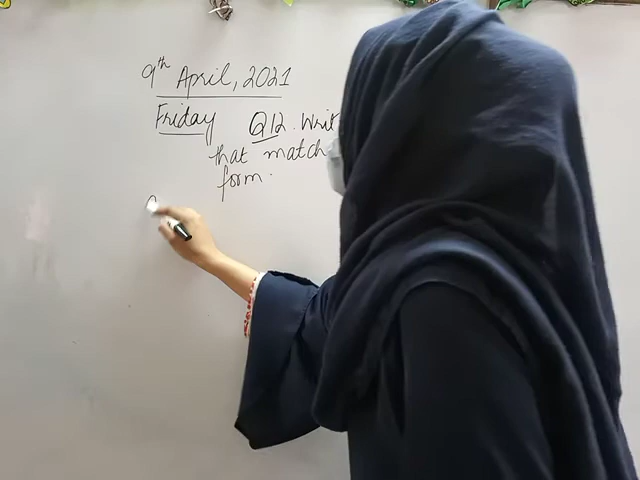 9th April, 2021
Friday Q12. Writ
that match
form.